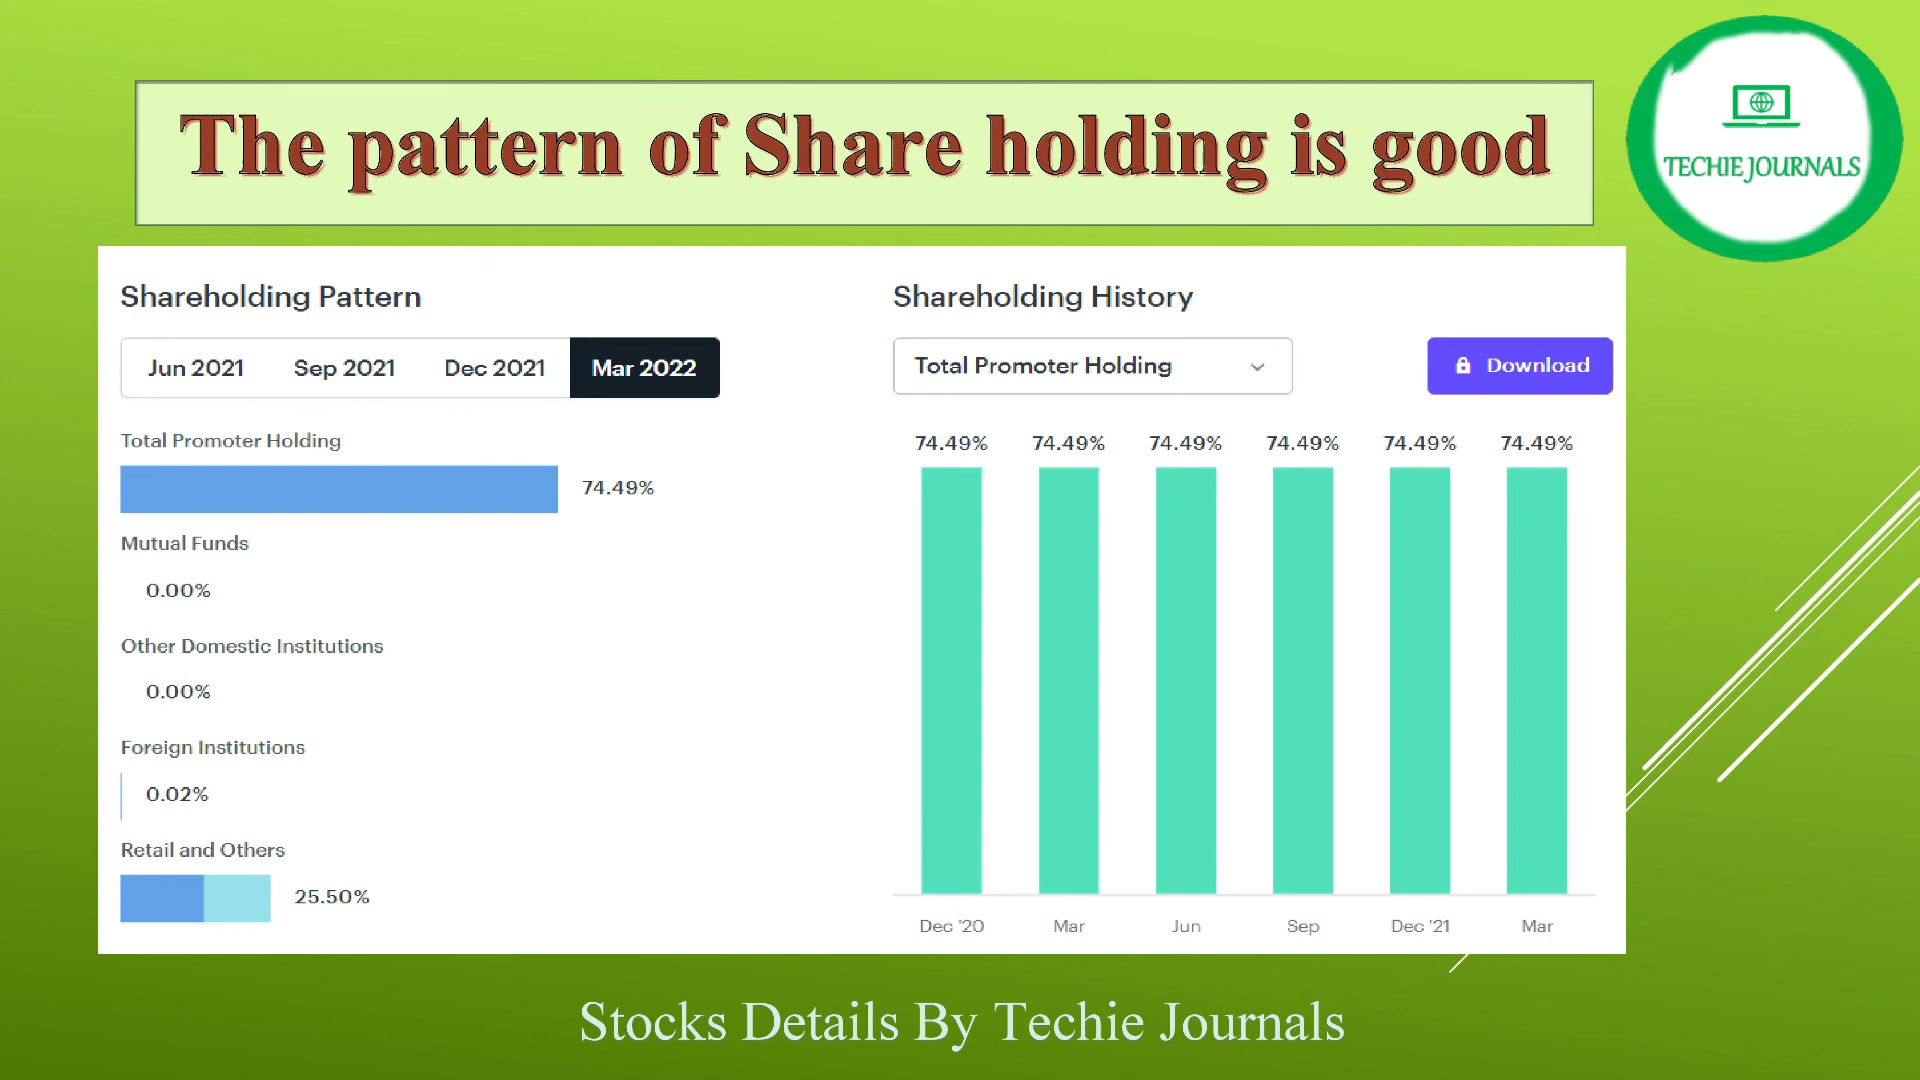 The pattern of Share holding is good
TECHIE JOURNALS
Shareholding Pattern
Jun 2021 Sep 2021 Dec 2021 Mar 2022
Total Promoter Holding
74.49%
Mutual Funds
0.00%
Other Domestic Institutions
0.00%
Foreign Institutions
0.02%
Retail and Others
25.50%
Shareholding History
Total Promoter Holding
Download
74.49% 74.49% 74.49% 74.49% 74.49% 74.49%
Dec '20 Mar Jun Sep Dec '21 Mar
Stocks Details By Techie Journals